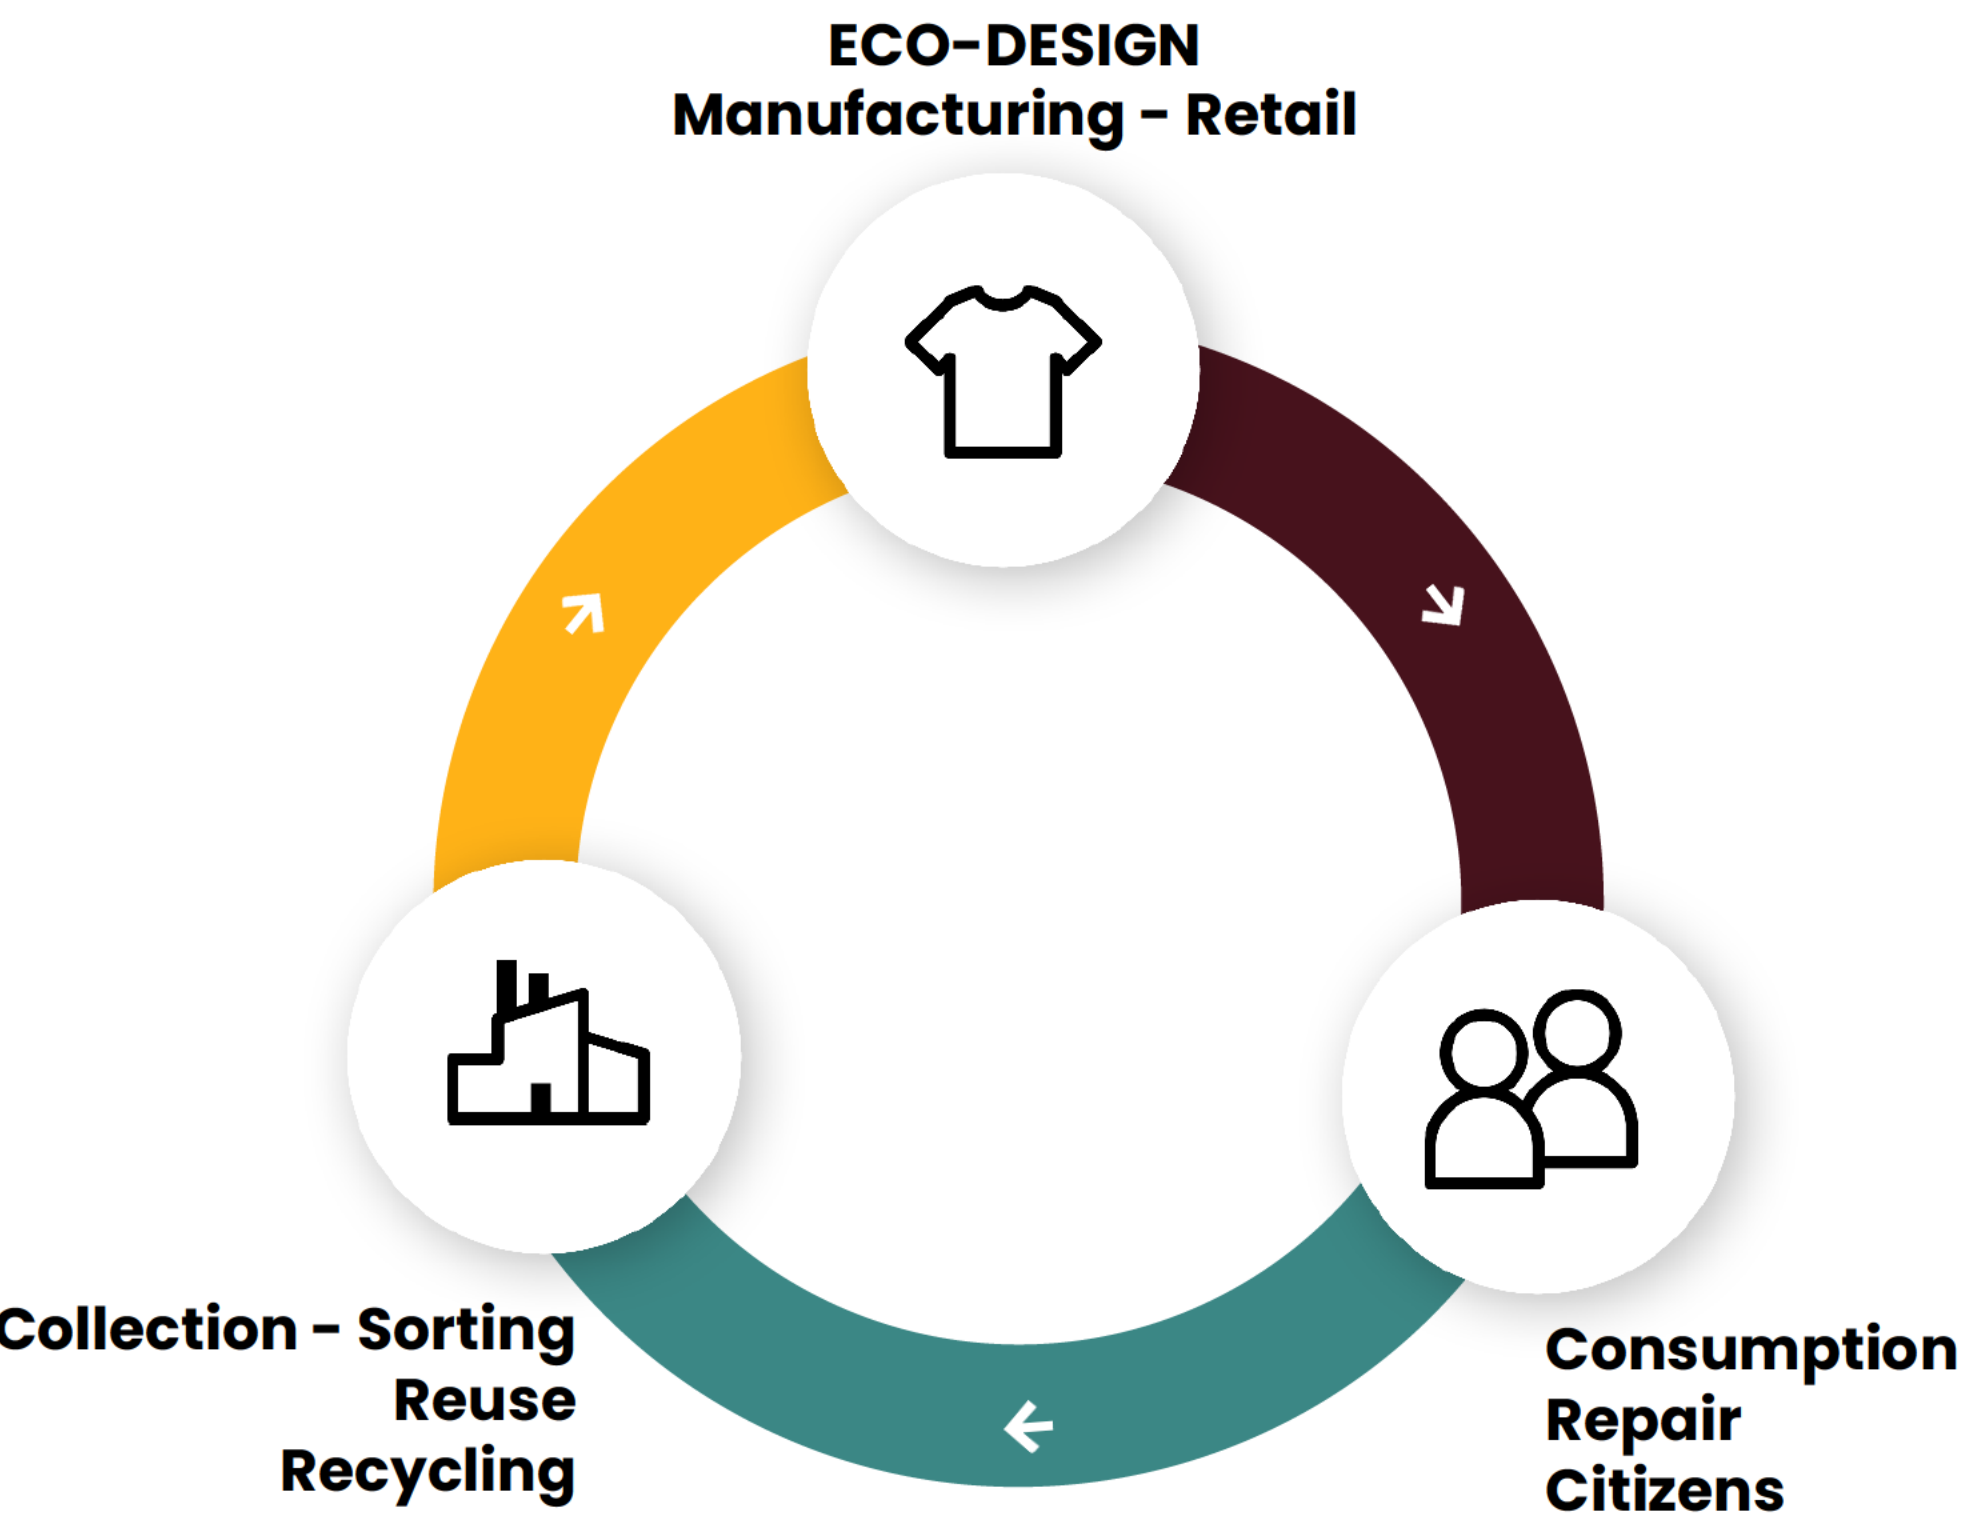 ECO-DESIGN
Manufacturing - Retail
Collection - Sorting
Reuse
Recycling
Consumption
Repair
Citizens